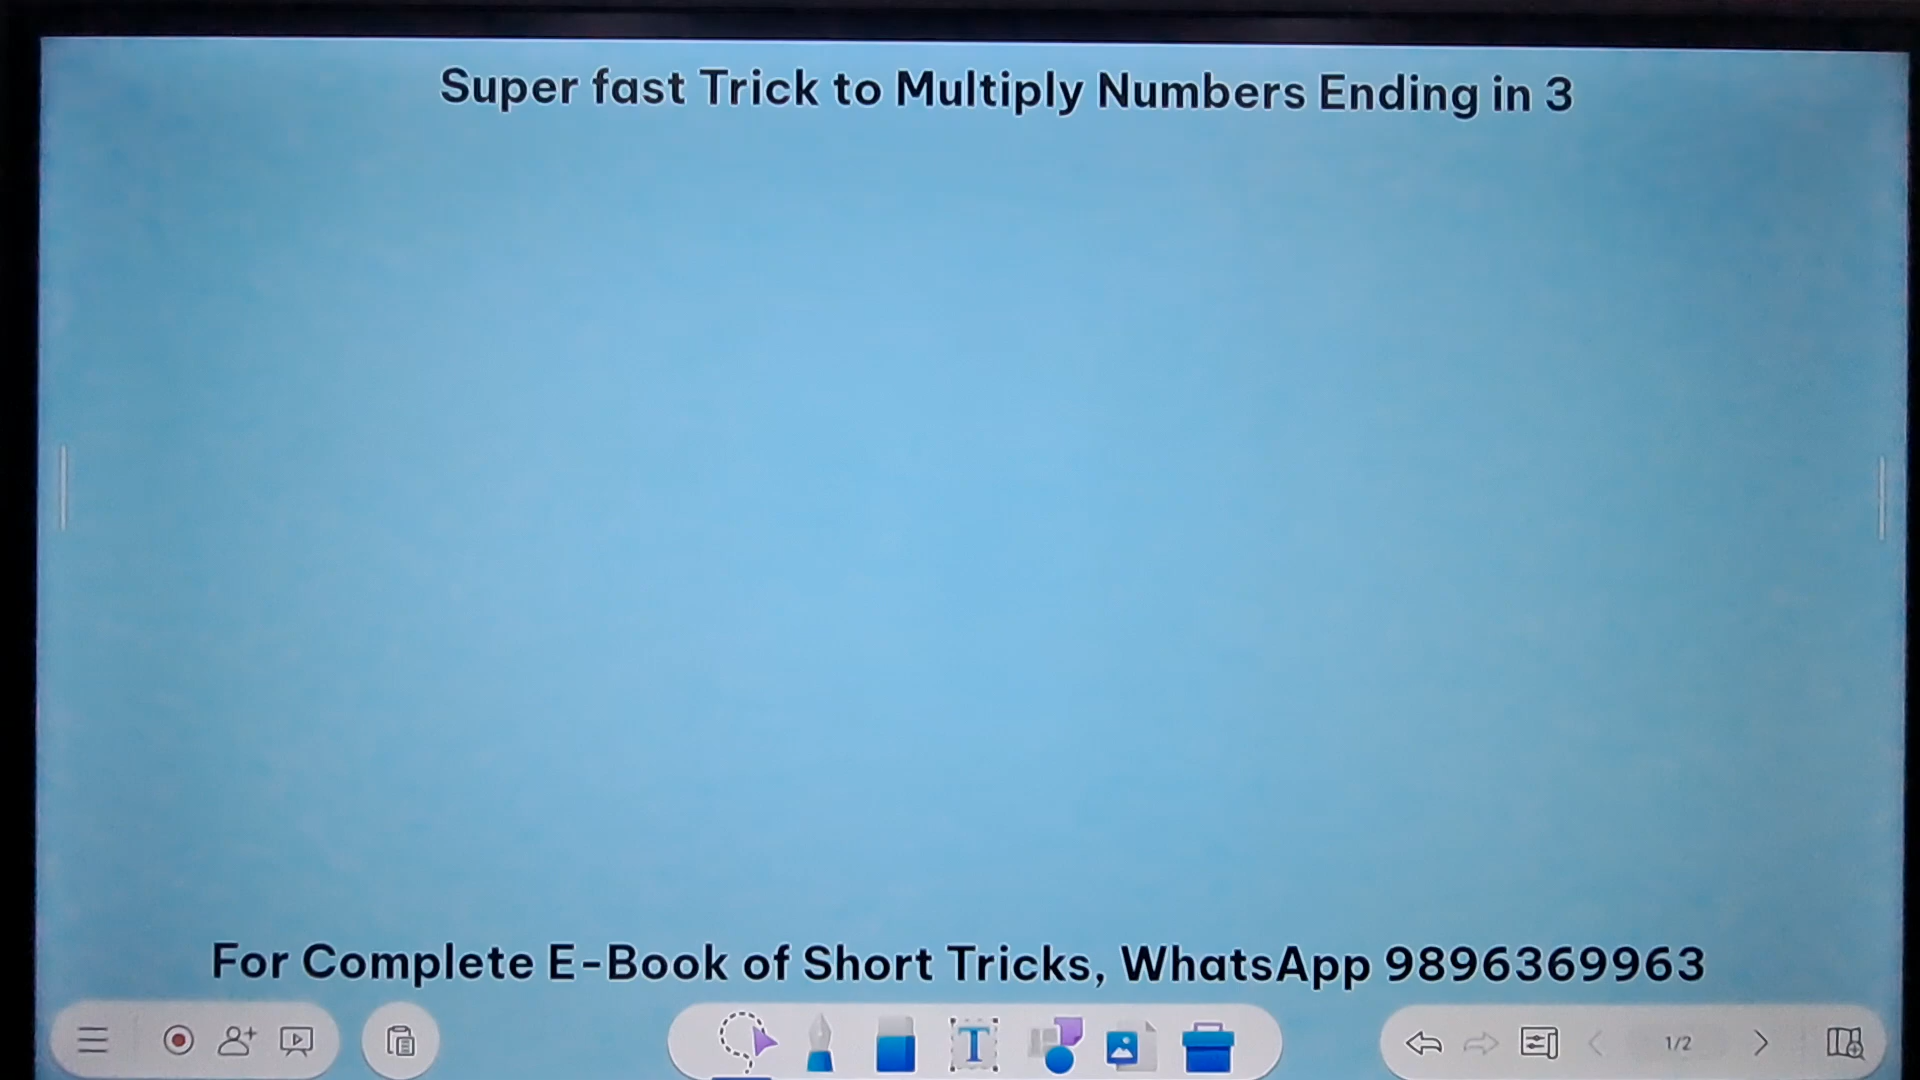 Super fast Trick to Multiply Numbers Ending in 3
For Complete E-Book of Short Tricks, WhatsApp 9896369963
T
1/2